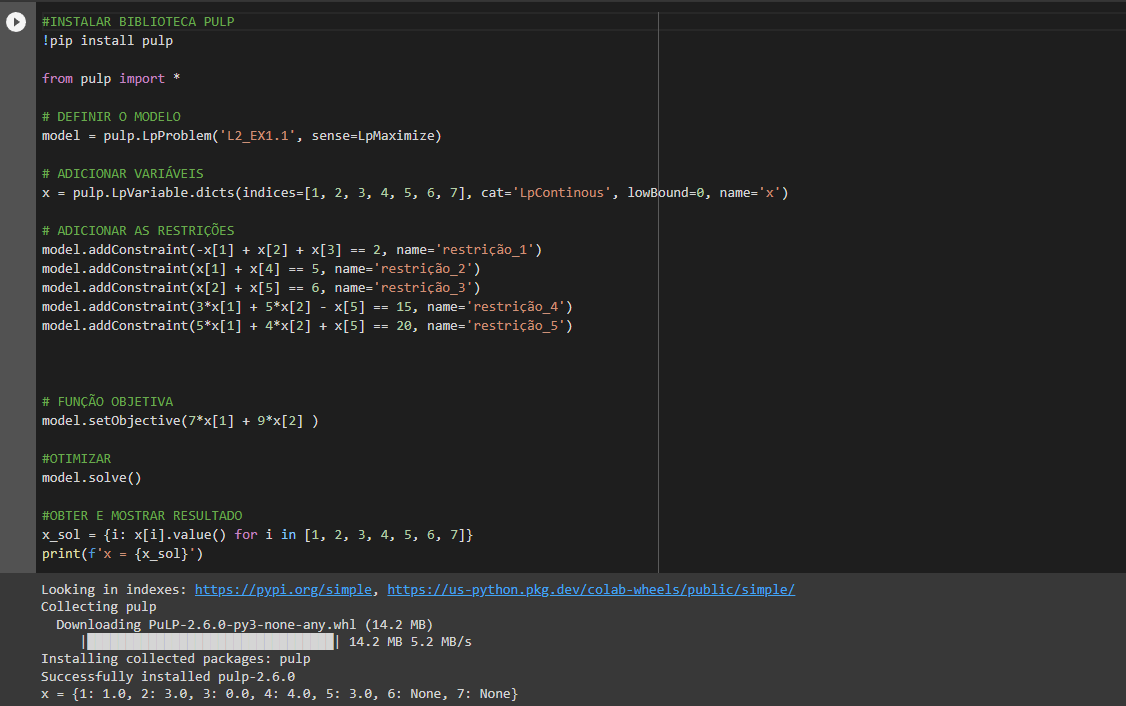 #INSTALAR BIBLIOTECA PULP
!pip install pulp
from pulp import *
# DEFINIR O MODELO
model = pulp.LpProblem('L2_EX1.1', sense=LpMaximize)
# ADICIONAR VARIÁVEIS
x = pulp.LpVariable.dicts(indices=[1, 2, 3, 4, 5, 6, 7], cat='LpContinous', lowBound=0, name='x')
# ADICIONAR AS RESTRIÇÕES
model.addConstraint(-x[1] + x[2] + x[3] == 2, name='restrição_1')
model.addConstraint(x[1] + x[4] == 5, name='restrição_2')
model.addConstraint(x[2] + x[5] == 6, name='restrição_3')
model.addConstraint(3*x[1] + 5*x[2] - x[5] == 15, name='restrição_4')
model.addConstraint(5*x[1] + 4*x[2] + x[5] == 20, name='restrição_5')
# FUNÇÃO OBJETIVA
model.setObjective(7*x[1] + 9*x[2] )
#OTIMIZAR
model.solve()
#OBTER E MOSTRAR RESULTADO
x_sol = {i: x[i].value() for i in [1, 2, 3, 4, 5, 6, 7]}
print(f'x = {x_sol}')
Looking in indexes: https://pypi.org/simple, https://us-python.pkg.dev/colab-wheels/public/simple/
Collecting pulp
Downloading PuLP-2.6.0-py3-none-any.whl (14.2 MB)
|████████████████████████████████| 14.2 MB 5.2 MB/s
Installing collected packages: pulp
Successfully installed pulp-2.6.0
x = {1: 1.0, 2: 3.0, 3: 0.0, 4: 4.0, 5: 3.0, 6: None, 7: None}